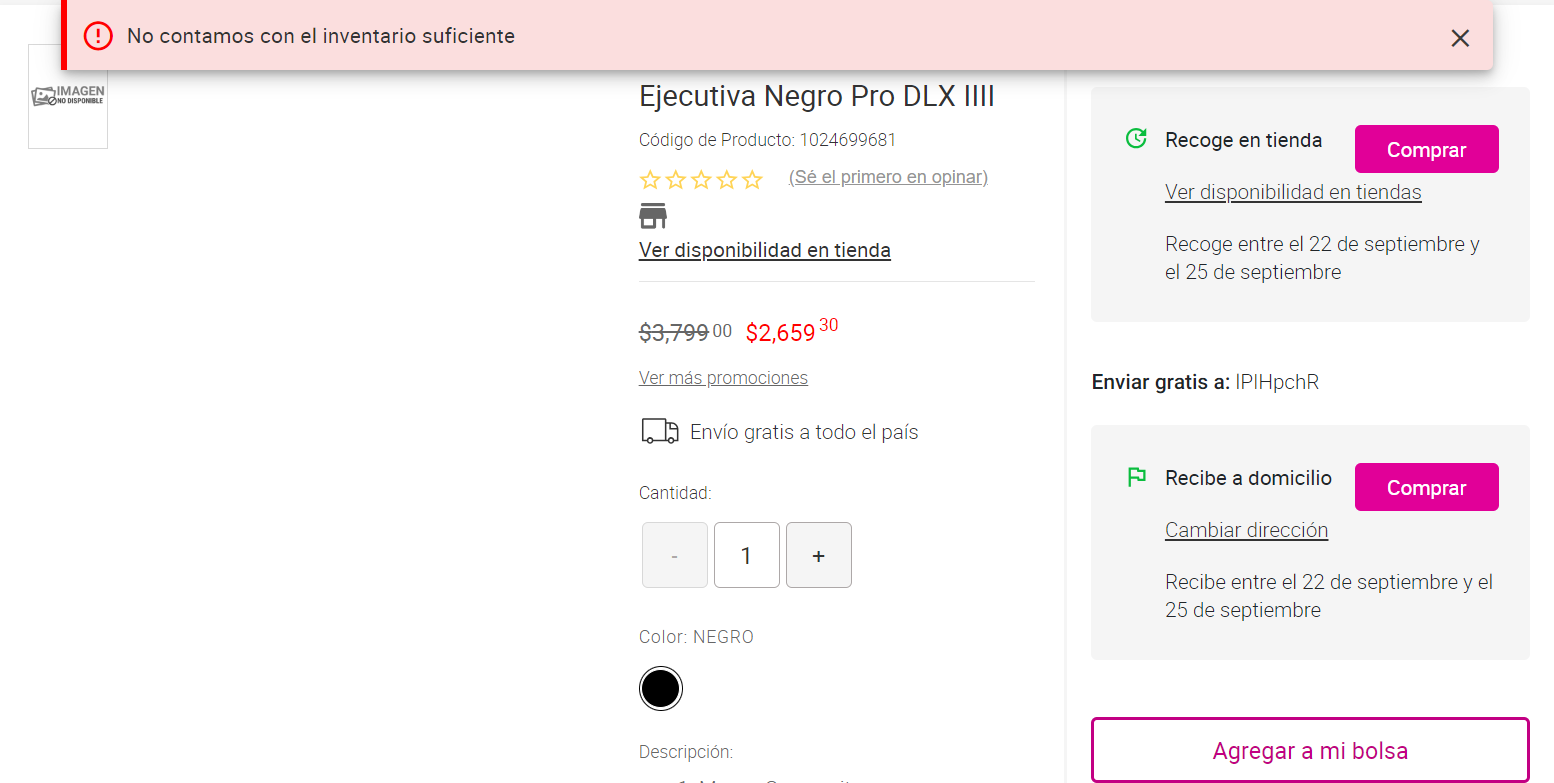 No contamos con el inventario suficiente
IMAGEN
NO DISPONIBLE
Ejecutiva Negro Pro DLX IIII
Código de Producto: 1024699681
(Sé el primero en opinar)
Ver disponibilidad en tienda
$3,799 00 $2,659 30
Ver más promociones
Envío gratis a todo el país
Cantidad:
- 1 +
Color: NEGRO
Descripción:
Recoge en tienda
Comprar
Ver disponibilidad en tiendas
Recoge entre el 22 de septiembre y
el 25 de septiembre
Enviar gratis a: IPIHpchR
Recibe a domicilio
Comprar
Cambiar dirección
Recibe entre el 22 de septiembre y el
25 de septiembre
Agregar a mi bolsa